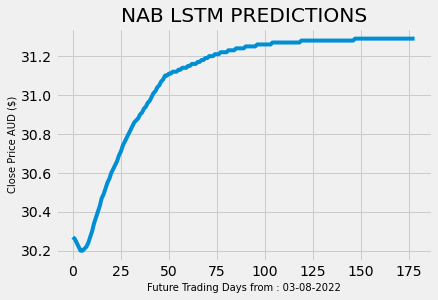 NAB LSTM PREDICTIONS
Close Price AUD ($)
31.2
31.0
30.8
30.6
30.4
30.2
0 25 50 75 100 125 150 175
Future Trading Days from : 03-08-2022